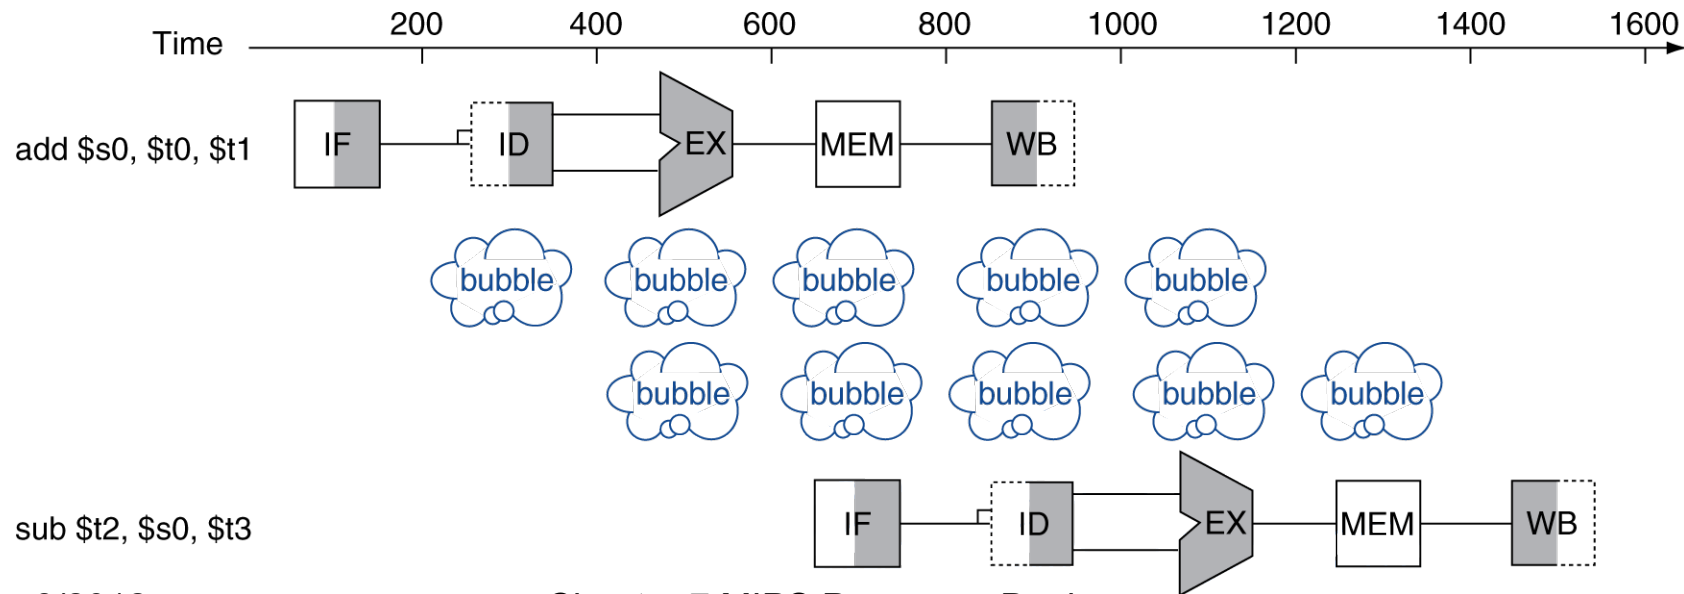 200 400 600 800 1000 1200 1400 1600
Time
add $s0, $t0, $t1 IF ID EX MEM WB
bubble bubble bubble bubble bubble
bubble bubble bubble bubble bubble
sub $t2, $s0, $t3 IF ID EX MEM WB